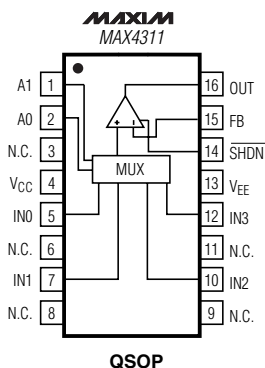 MAXIM
MAX4311
A1 1
A0 2
N.C. 3
VCC 4
IN0 5
N.C. 6
IN1 7
N.C. 8
+ −
MUX
16 OUT
15 FB
14 SHDN
13 VEE
12 IN3
11 N.C.
10 IN2
9 N.C.
QSOP